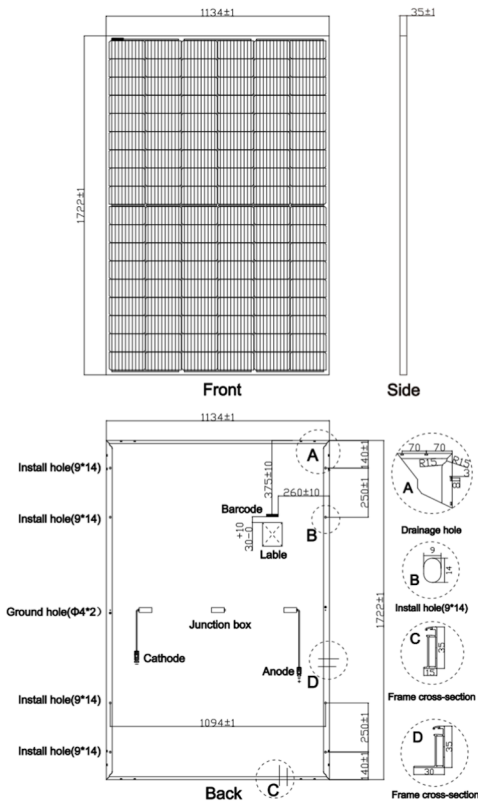 1134±1
35±1
1722±1
Front
Side
1134±1
A
140±1
250±1
375±10
260±10
Install hole(9*14)
Install hole(9*14)
Barcode
B
+10
30-0
Lable
70 70
R15
R15
A
Drainage hole
9
14
B
Install hole(9*14)
1722±1
Ground hole(Φ4*2)
Junction box
Cathode
Anode
D
C
35
15
Frame cross-section
Install hole(9*14)
1094±1
250±1
Install hole(9*14)
140±1
D
35
30
Frame cross-section
Back
C